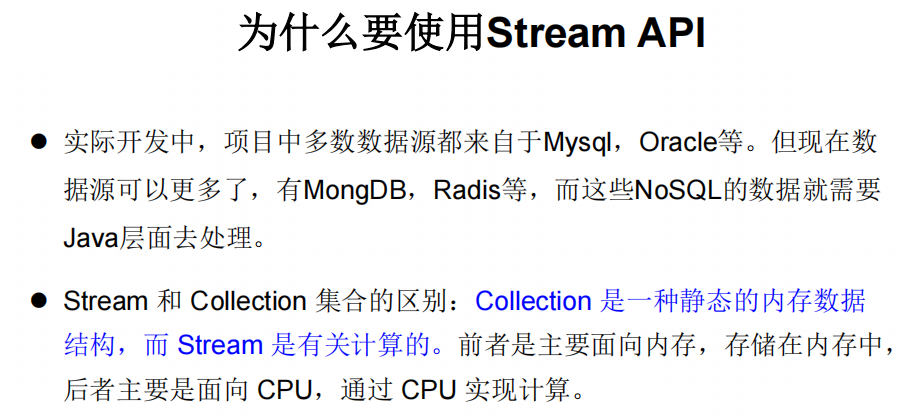 为什么要使用Stream API
● 实际开发中，项目中多数数据源都来自于Mysql，Oracle等。但现在数
据源可以更多了，有MongDB，Radis等，而这些NoSQL的数据就需要
Java层面去处理。
● Stream 和 Collection 集合的区别：Collection 是一种静态的内存数据
结构，而 Stream 是有关计算的。前者是主要面向内存，存储在内存中，
后者主要是面向 CPU，通过 CPU 实现计算。